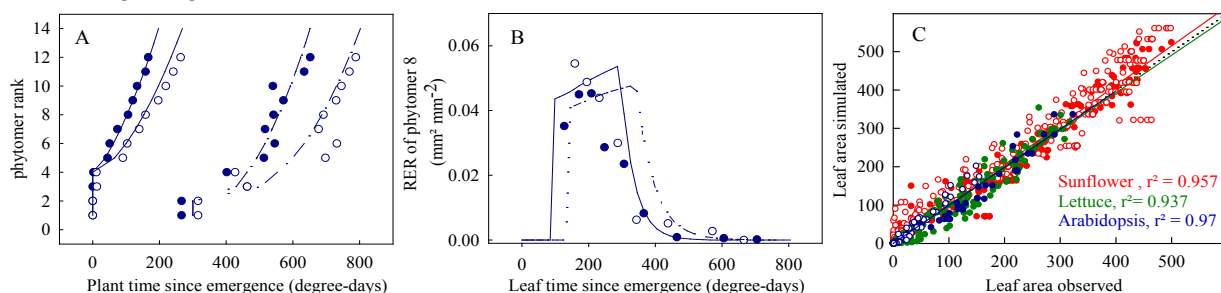 A
phytomer rank
14
12
10
8
6
4
2
0
0
200
400
600
800
Plant time since emergence (degree-days)
B
RER of phytomer 8
(mm² mm⁻²)
0.06
0.04
0.02
0.00
0
200
400
600
800
Leaf time since emergence (degree-days)
C
Leaf area simulated
500
400
300
200
100
0
Sunflower , r² = 0.957
Lettuce, r²= 0.937
Arabidopsis, r² = 0.97
0
100
200
300
400
500
Leaf area observed